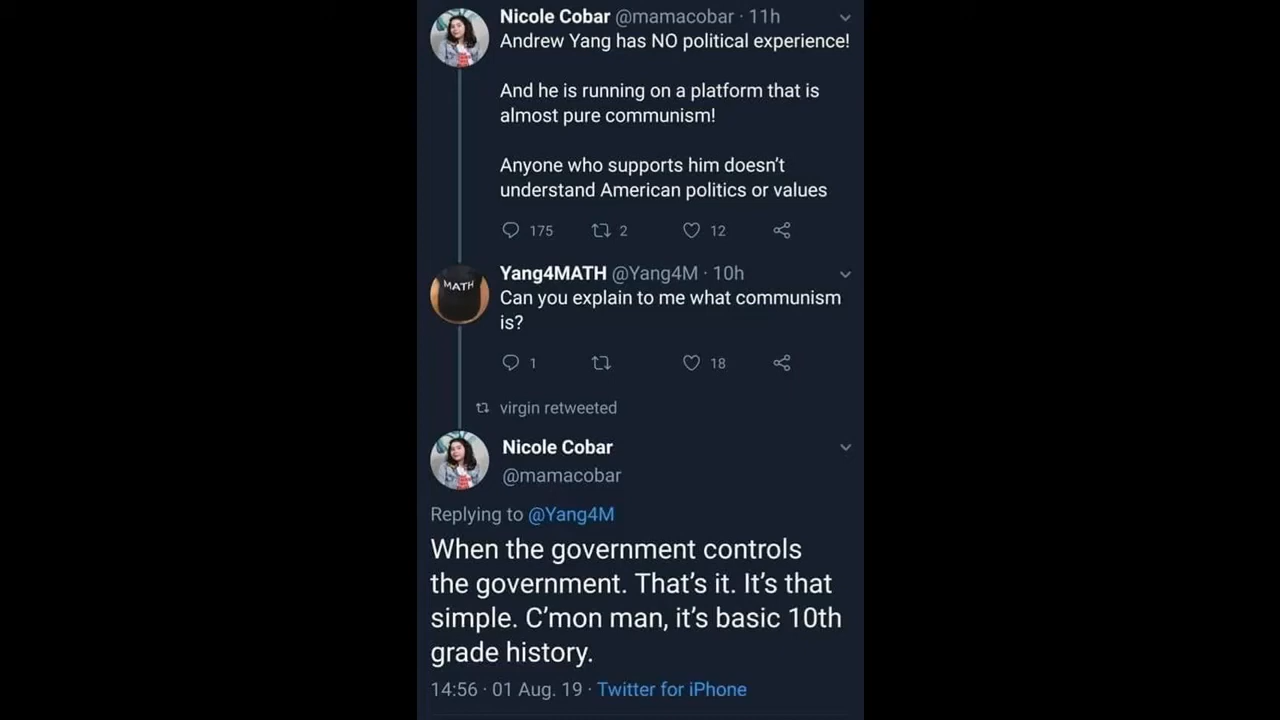 Nicole Cobar @mamacobar · 11h
Andrew Yang has NO political experience!
And he is running on a platform that is
almost pure communism!
Anyone who supports him doesn’t
understand American politics or values
175 2 12
Yang4MATH @Yang4M · 10h
MATH
Can you explain to me what communism
is?
1 18
virgin retweeted
Nicole Cobar
@mamacobar
Replying to @Yang4M
When the government controls
the government. That’s it. It’s that
simple. C’mon man, it’s basic 10th
grade history.
14:56 · 01 Aug. 19 · Twitter for iPhone